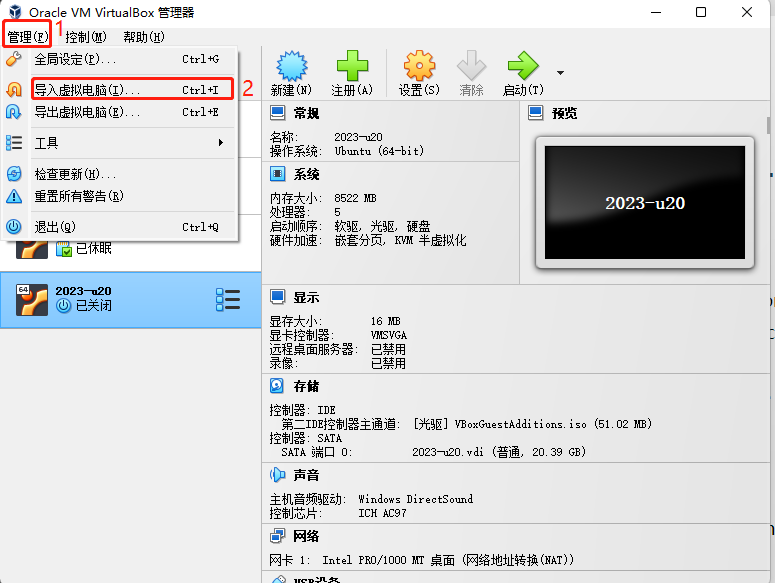 Oracle VM VirtualBox 管理器
管理(F) 1 控制(M) 帮助(H)
全局设定(P)... Ctrl+G
导入虚拟电脑(I)... Ctrl+I 2
导出虚拟电脑(E)... Ctrl+E
工具
检查更新(H)...
重置所有警告(R)
退出(Q) Ctrl+Q
已休眠
64
2023-u20
已关闭
新建(N) 注册(A) 设置(S) 清除 启动(T)
常规
名称: 2023-u20
操作系统: Ubuntu (64-bit)
系统
内存大小: 8522 MB
处理器: 5
启动顺序: 软驱, 光驱, 硬盘
硬件加速: 嵌套分页, KVM 半虚拟化
预览
2023-u20
显示
显存大小: 16 MB
显卡控制器: VMSVGA
远程桌面服务器: 已禁用
录像: 已禁用
存储
控制器: IDE
第二IDE控制器主通道: [光驱] VBoxGuestAdditions.iso (51.02 MB)
控制器: SATA
SATA 端口 0: 2023-u20.vdi (普通, 20.39 GB)
声音
主机音频驱动: Windows DirectSound
控制芯片: ICH AC97
网络
网卡 1: Intel PRO/1000 MT 桌面 (网络地址转换(NAT))
USB设备